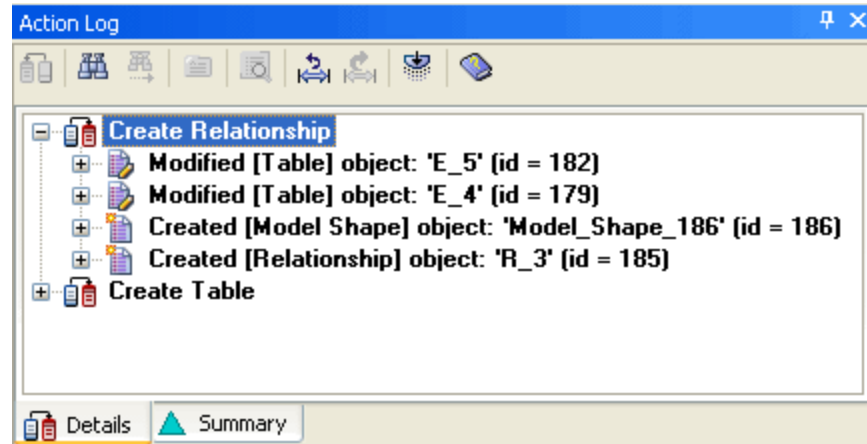 Action Log
Create Relationship
Modified [Table] object: 'E_5' (id = 182)
Modified [Table] object: 'E_4' (id = 179)
Created [Model Shape] object: 'Model_Shape_186' (id = 186)
Created [Relationship] object: 'R_3' (id = 185)
Create Table
Details Summary